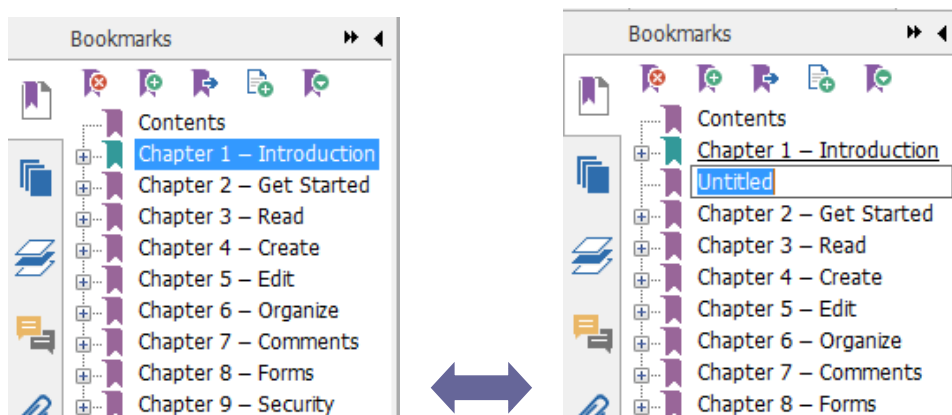 Bookmarks
Contents
Chapter 1 – Introduction
Chapter 2 – Get Started
Chapter 3 – Read
Chapter 4 – Create
Chapter 5 – Edit
Chapter 6 – Organize
Chapter 7 – Comments
Chapter 8 – Forms
Chapter 9 – Security
Bookmarks
Contents
Chapter 1 – Introduction
Untitled
Chapter 2 – Get Started
Chapter 3 – Read
Chapter 4 – Create
Chapter 5 – Edit
Chapter 6 – Organize
Chapter 7 – Comments
Chapter 8 – Forms